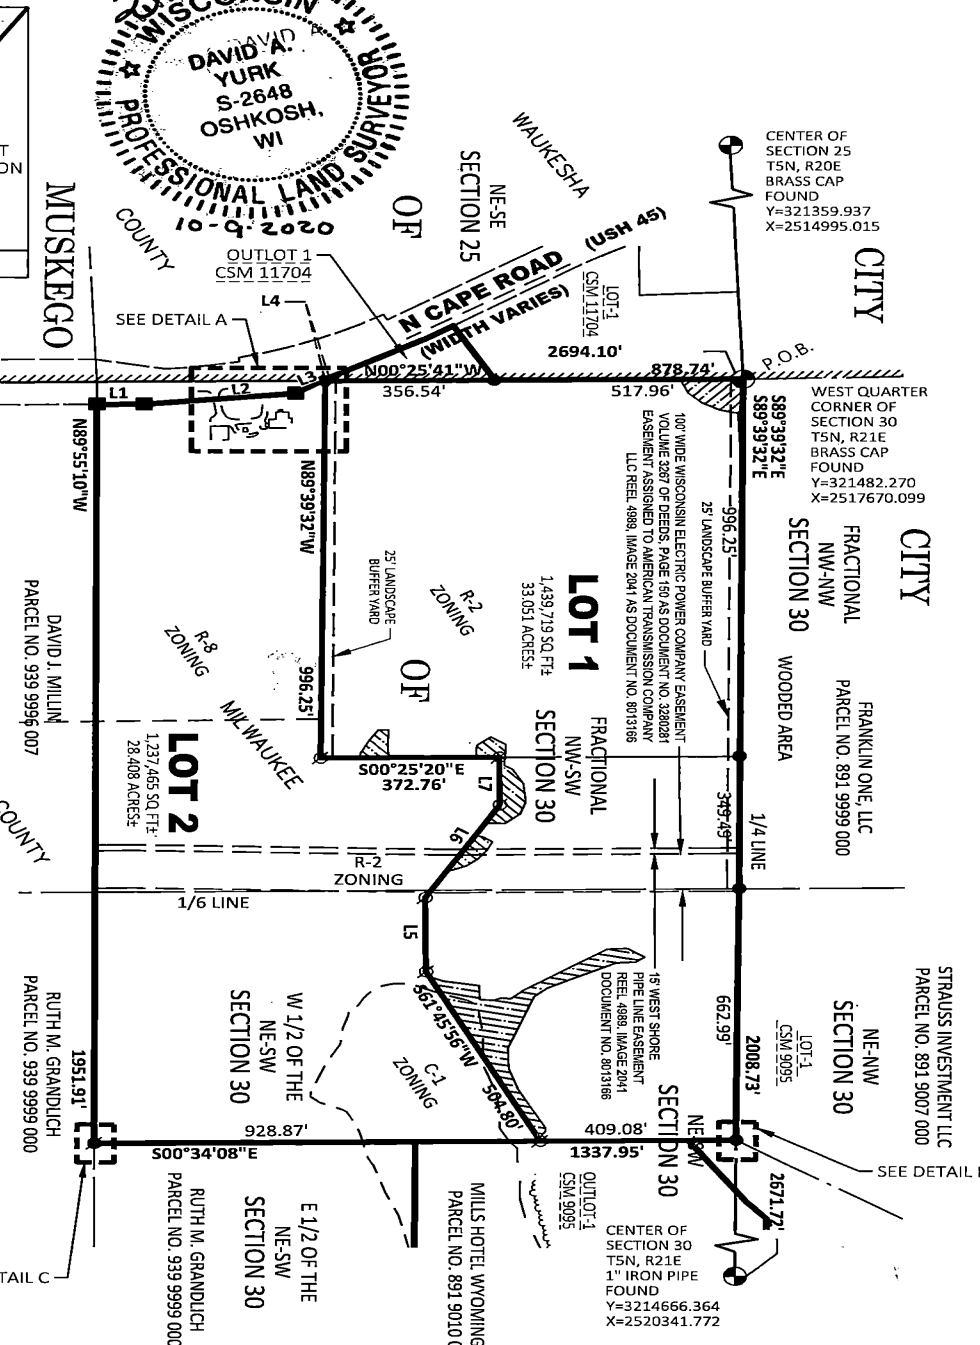 WISCONSIN
DAVID A.
DAVID A.
YURK
S-2648
OSHKOSH,
WI
PROFESSIONAL LAND SURVEYOR
T
ON
MUSKEGO
COUNTY
OF
NE-SE
SECTION 25
WAUKESHA
CENTER OF
SECTION 25
T5N, R20E
BRASS CAP
FOUND
Y=321359.937
X=2514995.015
CITY
OUTLOT 1
CSM 11704
L4
SEE DETAIL A
N CAPE ROAD
(USH 45)
(WIDTH VARIES)
LOT-1
CSM 11704
2694.10'
P.O.B.
L1
L2
L3
N00°25'41"W
356.54'
878.74'
517.96'
WEST QUARTER
CORNER OF
SECTION 30
T5N, R21E
BRASS CAP
FOUND
Y=321482.270
X=2517670.099
S89°39'32"E
S89°39'32"E
N89°55'10"W
N89°39'32"W
100' WIDE WISCONSIN ELECTRIC POWER COMPANY EASEMENT
VOLUME 3267 OF DEEDS, PAGE 150 AS DOCUMENT NO. 3280281
EASEMENT ASSIGNED TO AMERICAN TRANSMISSION COMPANY
LLC REEL 4989, IMAGE 2041 AS DOCUMENT NO. 8013166
25' LANDSCAPE BUFFER YARD
996.25'
CITY
FRACTIONAL
NW-NW
SECTION 30
25' LANDSCAPE
BUFFER YARD
R-2
ZONING
LOT 1
1,439,719 SQ FT±
33.051 ACRES±
DAVID J. MILLIN
PARCEL NO. 939 9996 007
R-8
ZONING
996.25'
OF
WOODED AREA
FRANKLIN ONE, LLC
PARCEL NO. 891 9999 000
MILWAUKEE
COUNTY
LOT 2
1,237,465 SQ FT±
28.408 ACRES±
S00°25'20"E
372.76'
L7
FRACTIONAL
NW-SW
SECTION 30
349.49'
1/4 LINE
L6
R-2
ZONING
1/6 LINE
L5
15' WEST SHORE
PIPE LINE EASEMENT
REEL 4989, IMAGE 2041
DOCUMENT NO. 8013166
662.99'
2008.73'
LOT-1
CSM 9095
NE-NW
SECTION 30
STRAUSS INVESTMENT LLC
PARCEL NO. 891 9007 000
RUTH M. GRANDLICH
PARCEL NO. 939 9999 000
1951.91'
W 1/2 OF THE
NE-SW
SECTION 30
S61°45'56"W
504.80'
C-1
ZONING
NE-SW
SECTION 30
928.87'
S00°34'08"E
409.08'
1337.95'
SEE DETAIL
2671.72'
TAIL C
RUTH M. GRANDLICH
PARCEL NO. 939 9999 000
E 1/2 OF THE
NE-SW
SECTION 30
MILLS HOTEL WYOMING
PARCEL NO. 891 9010
OUTLOT-1
CSM 9095
CENTER OF
SECTION 30
T5N, R21E
1" IRON PIPE
FOUND
Y=3214666.364
X=2520341.772